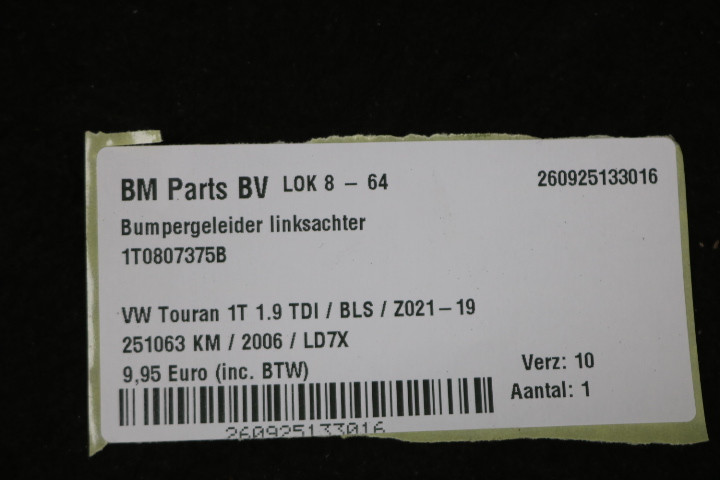 BM Parts BV LOK 8 – 64 260925133016
Bumpergeleider linksachter
1T0807375B
VW Touran 1T 1.9 TDI / BLS / Z021-19
251063 KM / 2006 / LD7X
9,95 Euro (inc. BTW) Verz: 10
Aantal: 1
260925133016